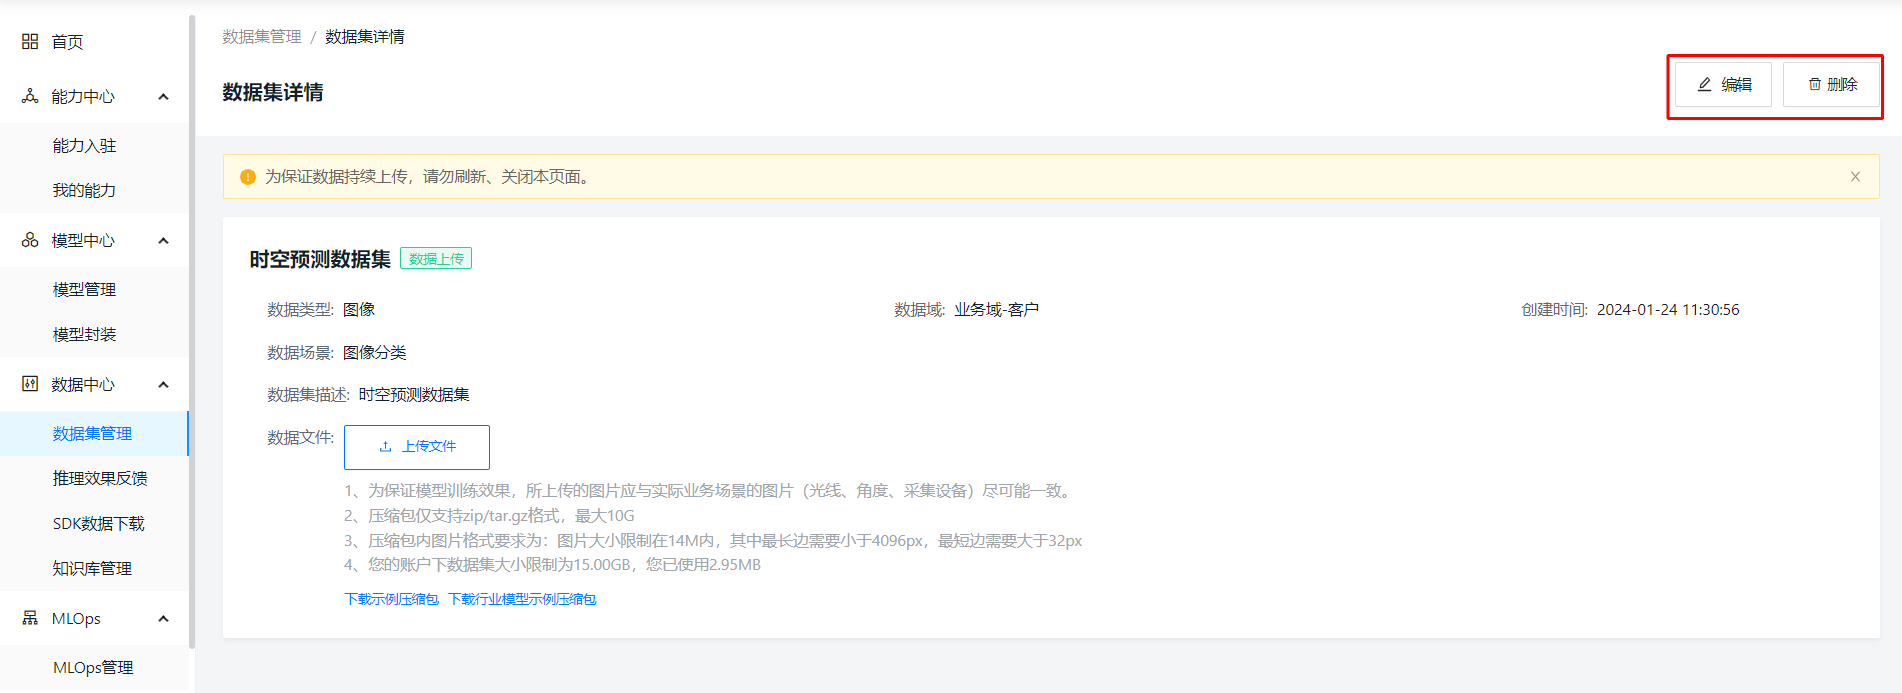 首页
能力中心
能力入驻
我的能力
模型中心
模型管理
模型封装
数据中心
数据集管理
推理效果反馈
SDK数据下载
知识库管理
MLOps
MLOps管理
数据集管理 / 数据集详情
数据集详情
编辑 删除
为保证数据持续上传，请勿刷新、关闭本页面。
时空预测数据集 数据上传
数据类型: 图像 数据域: 业务域-客户 创建时间: 2024-01-24 11:30:56
数据场景: 图像分类
数据集描述: 时空预测数据集
数据文件: 上传文件
1、为保证模型训练效果，所上传的图片应与实际业务场景的图片（光线、角度、采集设备）尽可能一致。
2、压缩包仅支持zip/tar.gz格式，最大10G
3、压缩包内图片格式要求为：图片大小限制在14M内，其中最长边需要小于4096px，最短边需要大于32px
4、您的账户下数据集大小限制为15.00GB，您已使用2.95MB
下载示例压缩包 下载行业模型示例压缩包